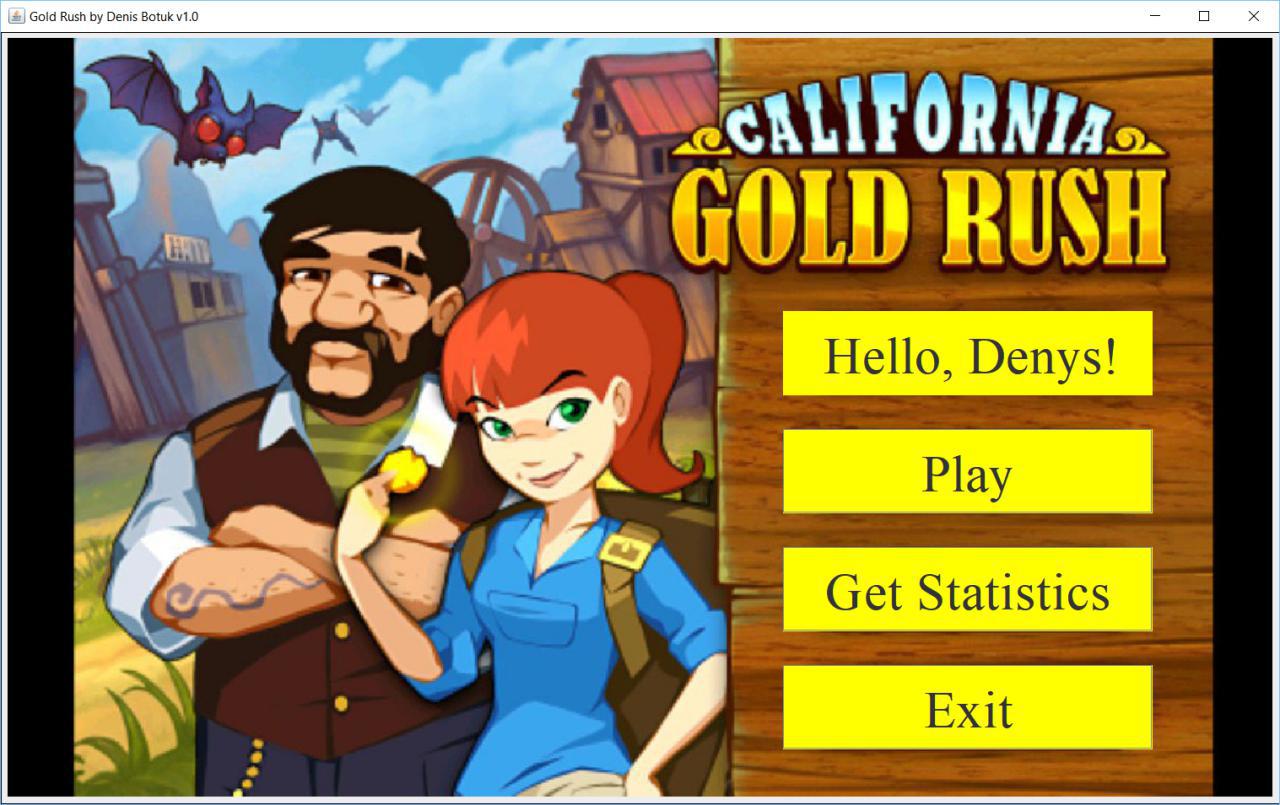 Gold Rush by Denis Botuk v1.0
CALIFORNIA
GOLD RUSH
Hello, Denys!
Play
Get Statistics
Exit